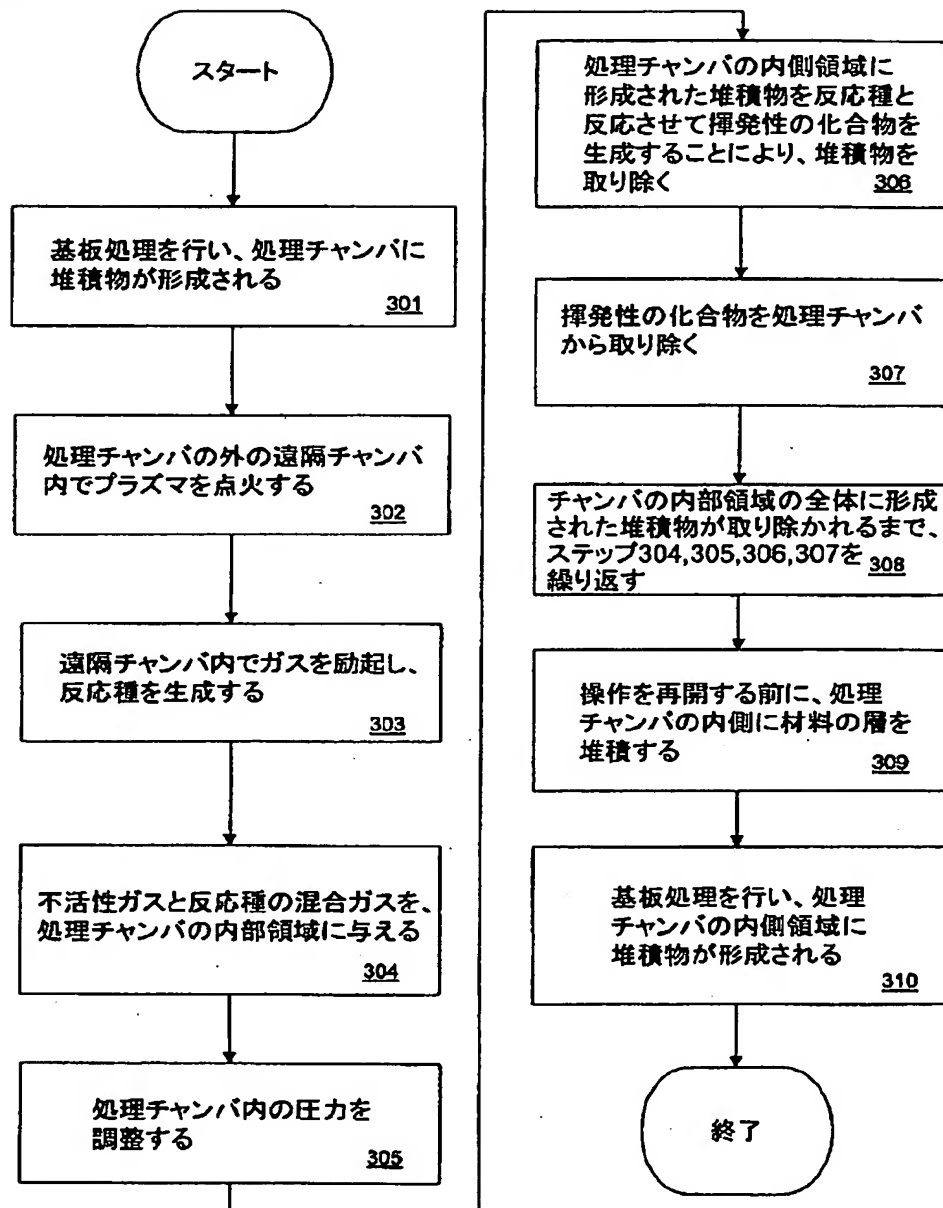 スタート
基板処理を行い、処理チャンバに
堆積物が形成される
301
処理チャンバの外の遠隔チャンバ
内でプラズマを点火する
302
遠隔チャンバ内でガスを励起し、
反応種を生成する
303
不活性ガスと反応種の混合ガスを、
処理チャンバの内部領域に与える
304
処理チャンバ内の圧力を
調整する
305
処理チャンバの内側領域に
形成された堆積物を反応種と
反応させて揮発性の化合物を
生成することにより、堆積物を
取り除く
306
揮発性の化合物を処理チャンバ
から取り除く
307
チャンバの内部領域の全体に形成
された堆積物が取り除かれるまで、
ステップ304,305,306,307を
繰り返す
308
操作を再開する前に、処理
チャンバの内側に材料の層を
堆積する
309
基板処理を行い、処理
チャンバの内側領域に
堆積物が形成される
310
終了